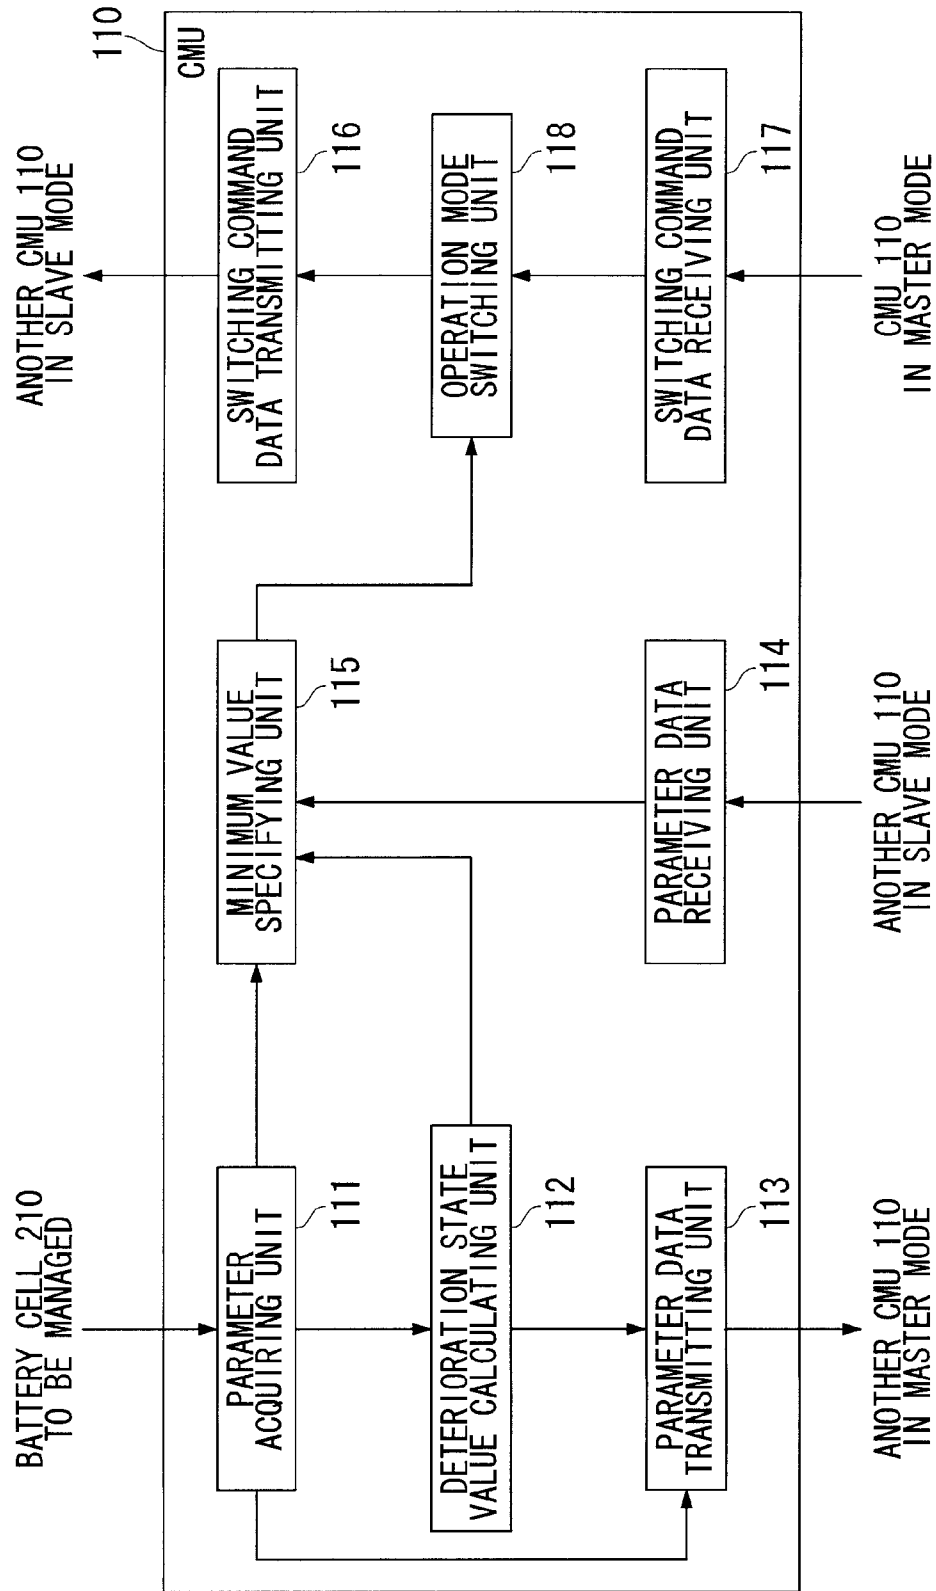 BATTERY CELL 210
TO BE MANAGED
ANOTHER CMU 110
IN SLAVE MODE
110
CMU
PARAMETER
ACQUIRING UNIT
111
MINIMUM VALUE
SPECIFYING UNIT
115
SWITCHING COMMAND
DATA TRANSMITTING UNIT
116
DETERIORATION STATE
VALUE CALCULATING UNIT
112
OPERATION MODE
SWITCHING UNIT
118
PARAMETER DATA
TRANSMITTING UNIT
113
PARAMETER DATA
RECEIVING UNIT
114
SWITCHING COMMAND
DATA RECEIVING UNIT
117
ANOTHER CMU 110
IN MASTER MODE
ANOTHER CMU 110
IN SLAVE MODE
CMU 110
IN MASTER MODE